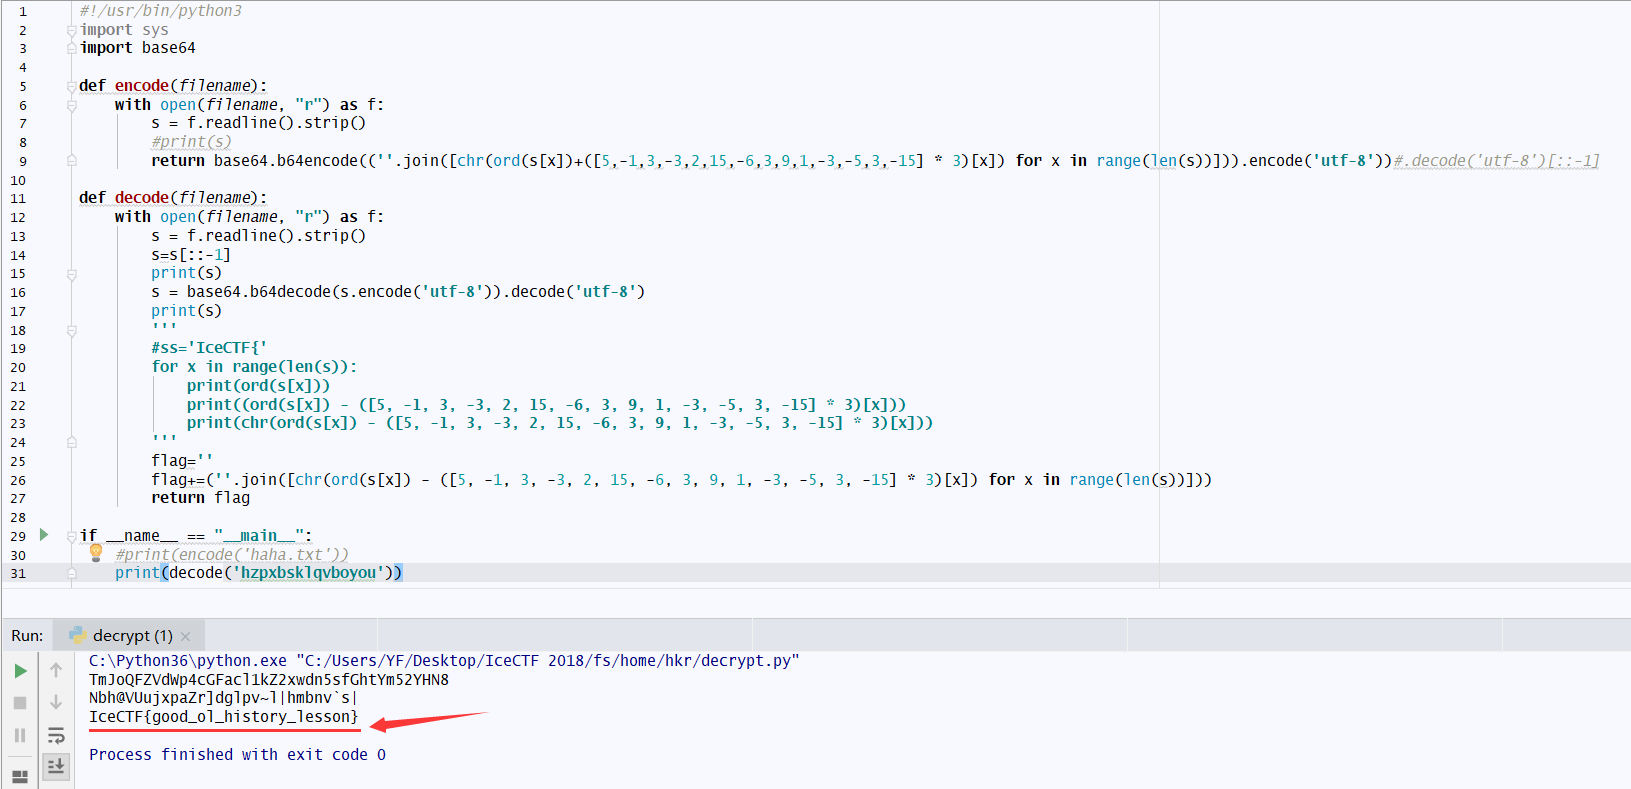 1 #!/usr/bin/python3
2 import sys
3 import base64
4
5 def encode(filename):
6     with open(filename, "r") as f:
7         s = f.readline().strip()
8         #print(s)
9         return base64.b64encode((''.join([chr(ord(s[x])+([5,-1,3,-3,2,15,-6,3,9,1,-3,-5,3,-15] * 3)[x]) for x in range(len(s))])).encode('utf-8'))#.decode('utf-8')[::-1]
10
11 def decode(filename):
12     with open(filename, "r") as f:
13         s = f.readline().strip()
14         s=s[::-1]
15         print(s)
16         s = base64.b64decode(s.encode('utf-8')).decode('utf-8')
17         print(s)
18         '''
19         #ss='IceCTF{'
20         for x in range(len(s)):
21             print(ord(s[x]))
22             print((ord(s[x]) - ([5, -1, 3, -3, 2, 15, -6, 3, 9, 1, -3, -5, 3, -15] * 3)[x]))
23             print(chr(ord(s[x]) - ([5, -1, 3, -3, 2, 15, -6, 3, 9, 1, -3, -5, 3, -15] * 3)[x]))
24         '''
25         flag=''
26         flag+=(''.join([chr(ord(s[x]) - ([5, -1, 3, -3, 2, 15, -6, 3, 9, 1, -3, -5, 3, -15] * 3)[x]) for x in range(len(s))]))
27         return flag
28
29 if __name__ == "__main__":
30     #print(encode('haha.txt'))
31     print(decode('hzpxbsklqvboyou'))
Run: decrypt (1) ×
C:\Python36\python.exe "C:/Users/YF/Desktop/IceCTF 2018/fs/home/hkr/decrypt.py"
TmJoQFZVdWp4cGFacl1kZ2xwdn5sfGhtYm52YHN8
Nbh@VUujxpaZr]dglpv~l|hmbnv`s|
IceCTF{good_ol_history_lesson}
Process finished with exit code 0